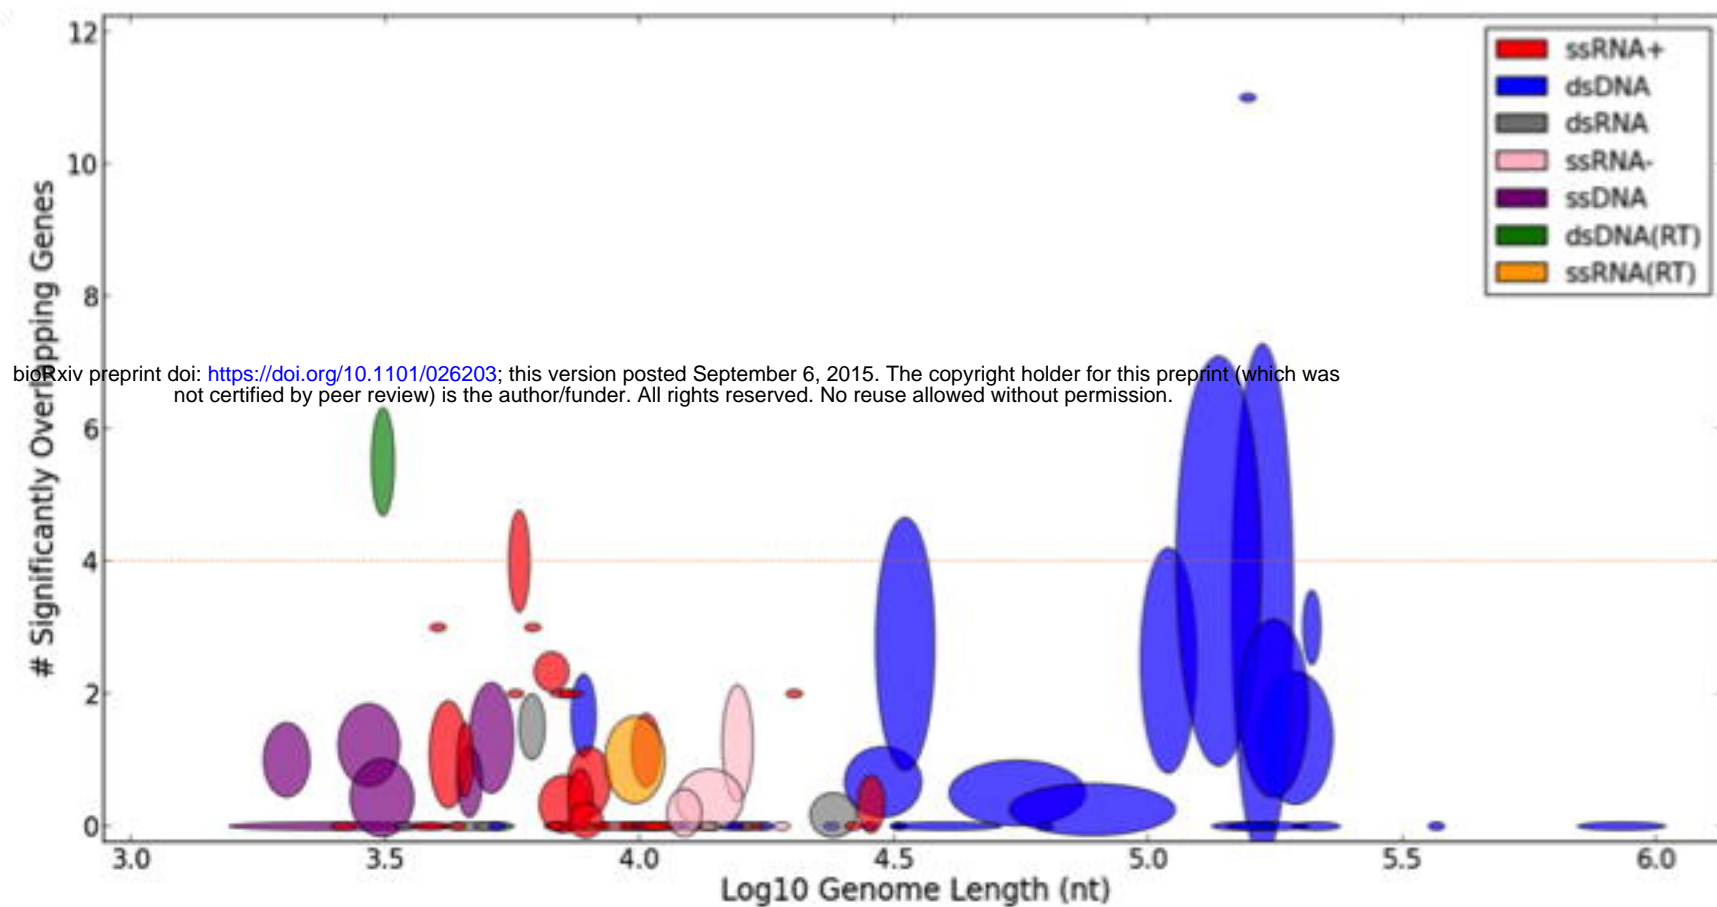 12
10
8
6
4
2
0
# Significantly Overlapping Genes
ssRNA+
dsDNA
dsRNA
ssRNA-
ssDNA
dsDNA(RT)
ssRNA(RT)
bioRxiv preprint doi: https://doi.org/10.1101/026203; this version posted September 6, 2015. The copyright holder for this preprint (which was
not certified by peer review) is the author/funder. All rights reserved. No reuse allowed without permission.
3.0 3.5 4.0 4.5 5.0 5.5 6.0
Log10 Genome Length (nt)